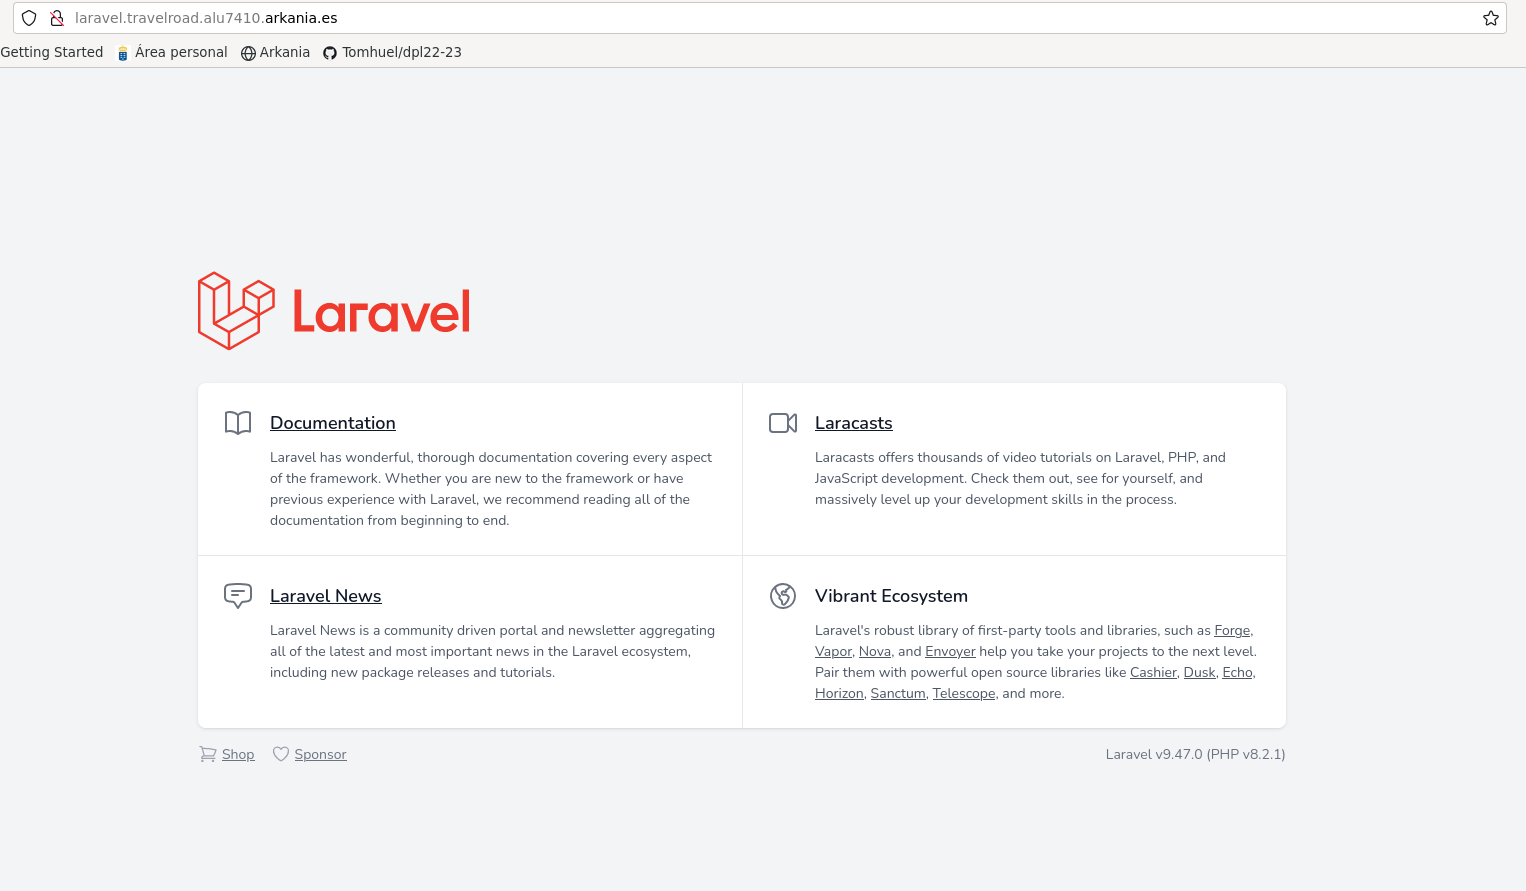 laravel.travelroad.alu7410.arkania.es
Getting Started Área personal Arkania Tomhuel/dpl22-23
Laravel
Documentation
Laravel has wonderful, thorough documentation covering every aspect
of the framework. Whether you are new to the framework or have
previous experience with Laravel, we recommend reading all of the
documentation from beginning to end.
Laracasts
Laracasts offers thousands of video tutorials on Laravel, PHP, and
JavaScript development. Check them out, see for yourself, and
massively level up your development skills in the process.
Laravel News
Laravel News is a community driven portal and newsletter aggregating
all of the latest and most important news in the Laravel ecosystem,
including new package releases and tutorials.
Vibrant Ecosystem
Laravel's robust library of first-party tools and libraries, such as Forge,
Vapor, Nova, and Envoyer help you take your projects to the next level.
Pair them with powerful open source libraries like Cashier, Dusk, Echo,
Horizon, Sanctum, Telescope, and more.
Shop Sponsor Laravel v9.47.0 (PHP v8.2.1)